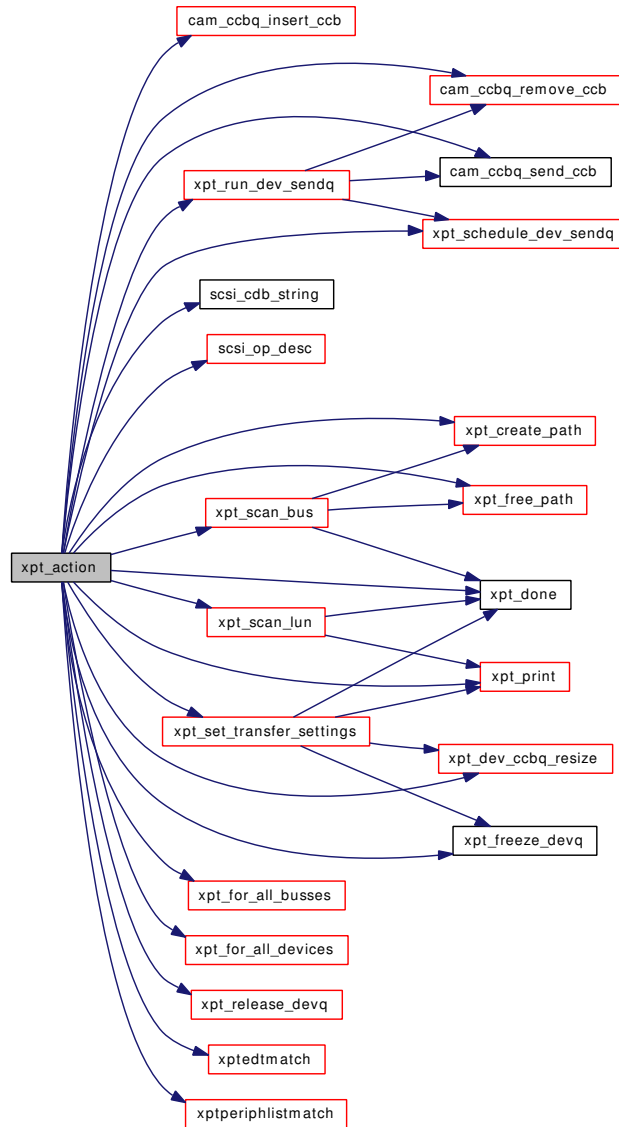 cam_ccbq_insert_ccb
cam_ccbq_remove_ccb
cam_ccbq_send_ccb
xpt_run_dev_sendq
xpt_schedule_dev_sendq
scsi_cdb_string
scsi_op_desc
xpt_create_path
xpt_free_path
xpt_scan_bus
xpt_action
xpt_done
xpt_scan_lun
xpt_print
xpt_set_transfer_settings
xpt_dev_ccbq_resize
xpt_freeze_devq
xpt_for_all_busses
xpt_for_all_devices
xpt_release_devq
xptedtmatch
xptperiphlistmatch